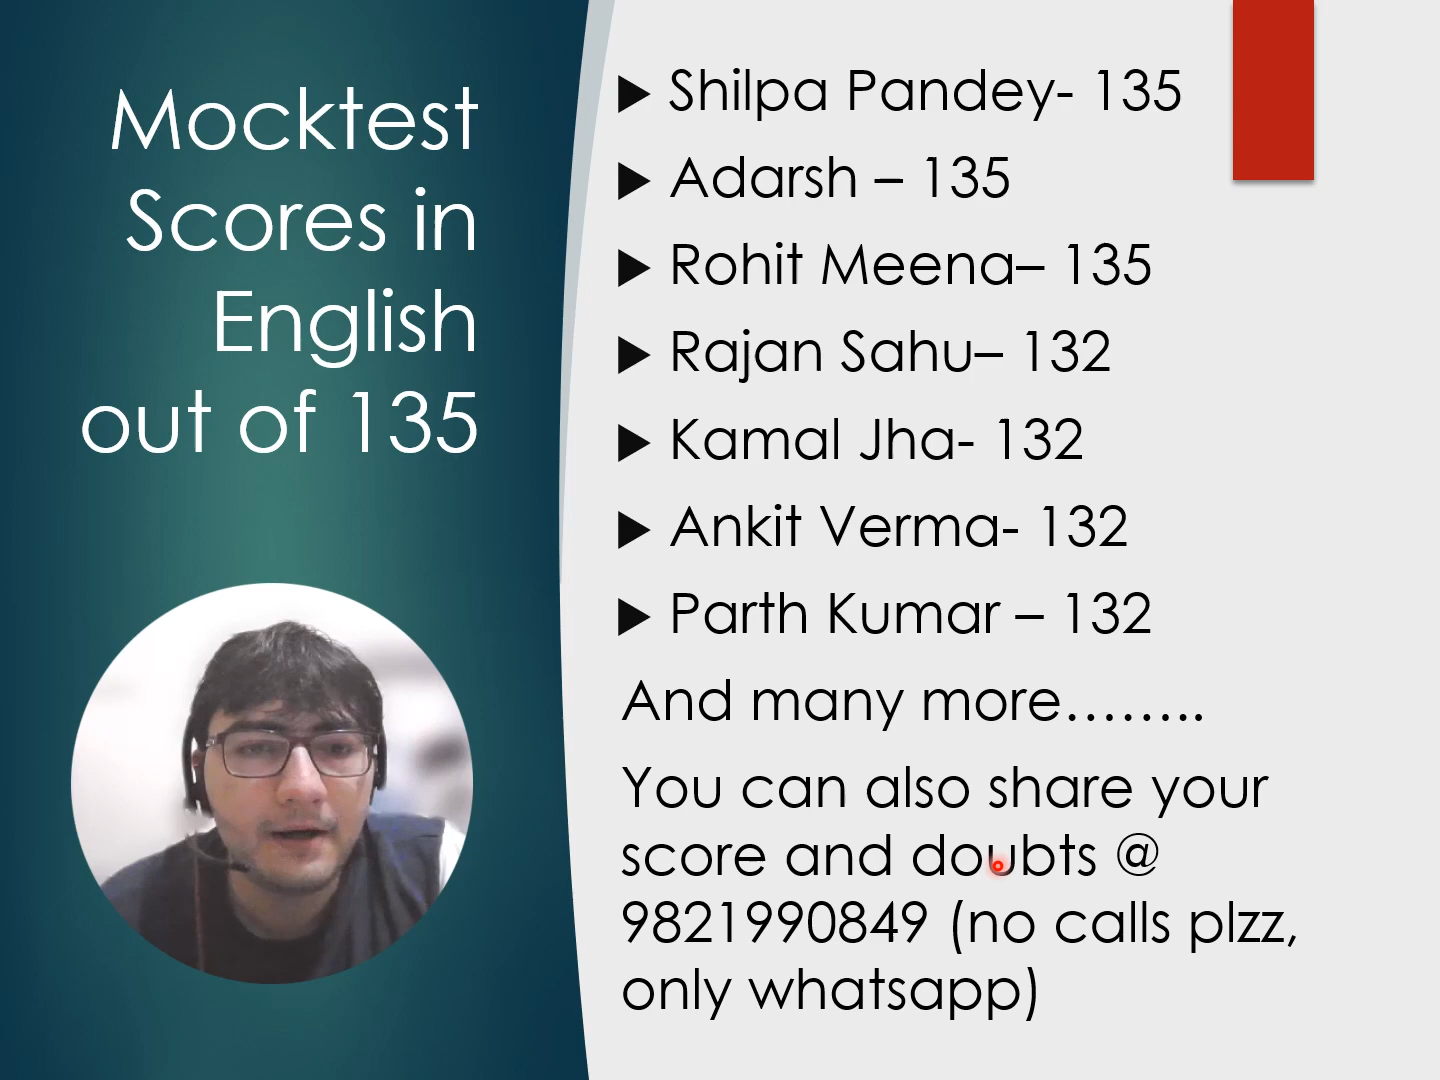 Mocktest
Scores in
English
out of 135
Shilpa Pandey- 135
Adarsh – 135
Rohit Meena– 135
Rajan Sahu– 132
Kamal Jha- 132
Ankit Verma- 132
Parth Kumar – 132
And many more……..
You can also share your
score and doubts @
9821990849 (no calls plzz,
only whatsapp)